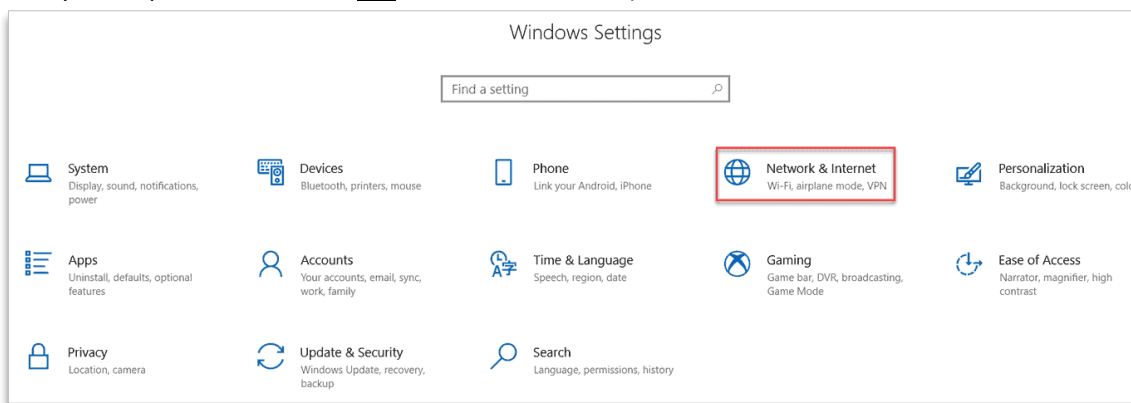 Windows Settings
Find a setting
System
Display, sound, notifications,
power
Devices
Bluetooth, printers, mouse
Phone
Link your Android, iPhone
Network & Internet
Wi-Fi, airplane mode, VPN
Personalization
Background, lock screen,
Apps
Uninstall, defaults, optional
features
Accounts
Your accounts, email, sync,
work, family
Time & Language
Speech, region, date
Gaming
Game bar, DVR, broadcasting,
Game Mode
Ease of Access
Narrator, magnifier, high
contrast
Privacy
Location, camera
Update & Security
Windows Update, recovery,
backup
Search
Language, permissions, history